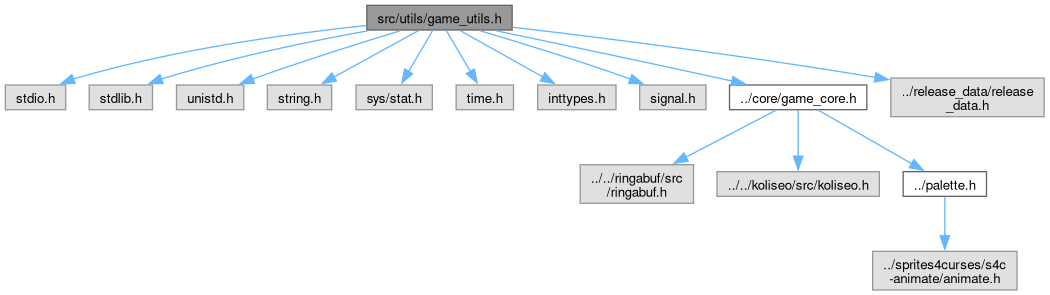 src/utils/game_utils.h
stdio.h
stdlib.h
unistd.h
string.h
sys/stat.h
time.h
inttypes.h
signal.h
../core/game_core.h
../release_data/release
_data.h
../../ringabuf/src
/ringabuf.h
../../koliseo/src/koliseo.h
../palette.h
../sprites4curses/s4c
-animate/animate.h